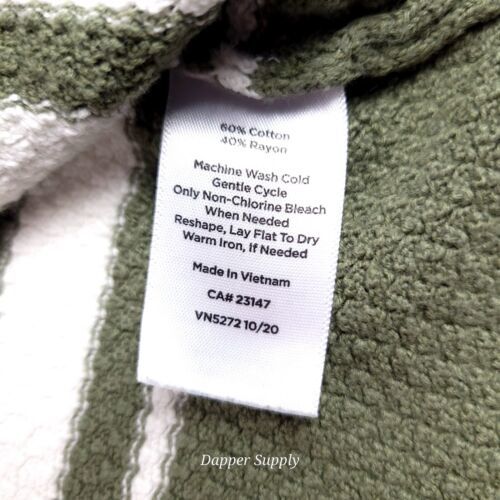 60% Cotton
40% Rayon
Machine Wash Cold
Gentle Cycle
Only Non-Chlorine Bleach
When Needed
Reshape, Lay Flat To Dry
Warm Iron, If Needed
Made In Vietnam
CA# 23147
VN5272 10/20
Dapper Supply